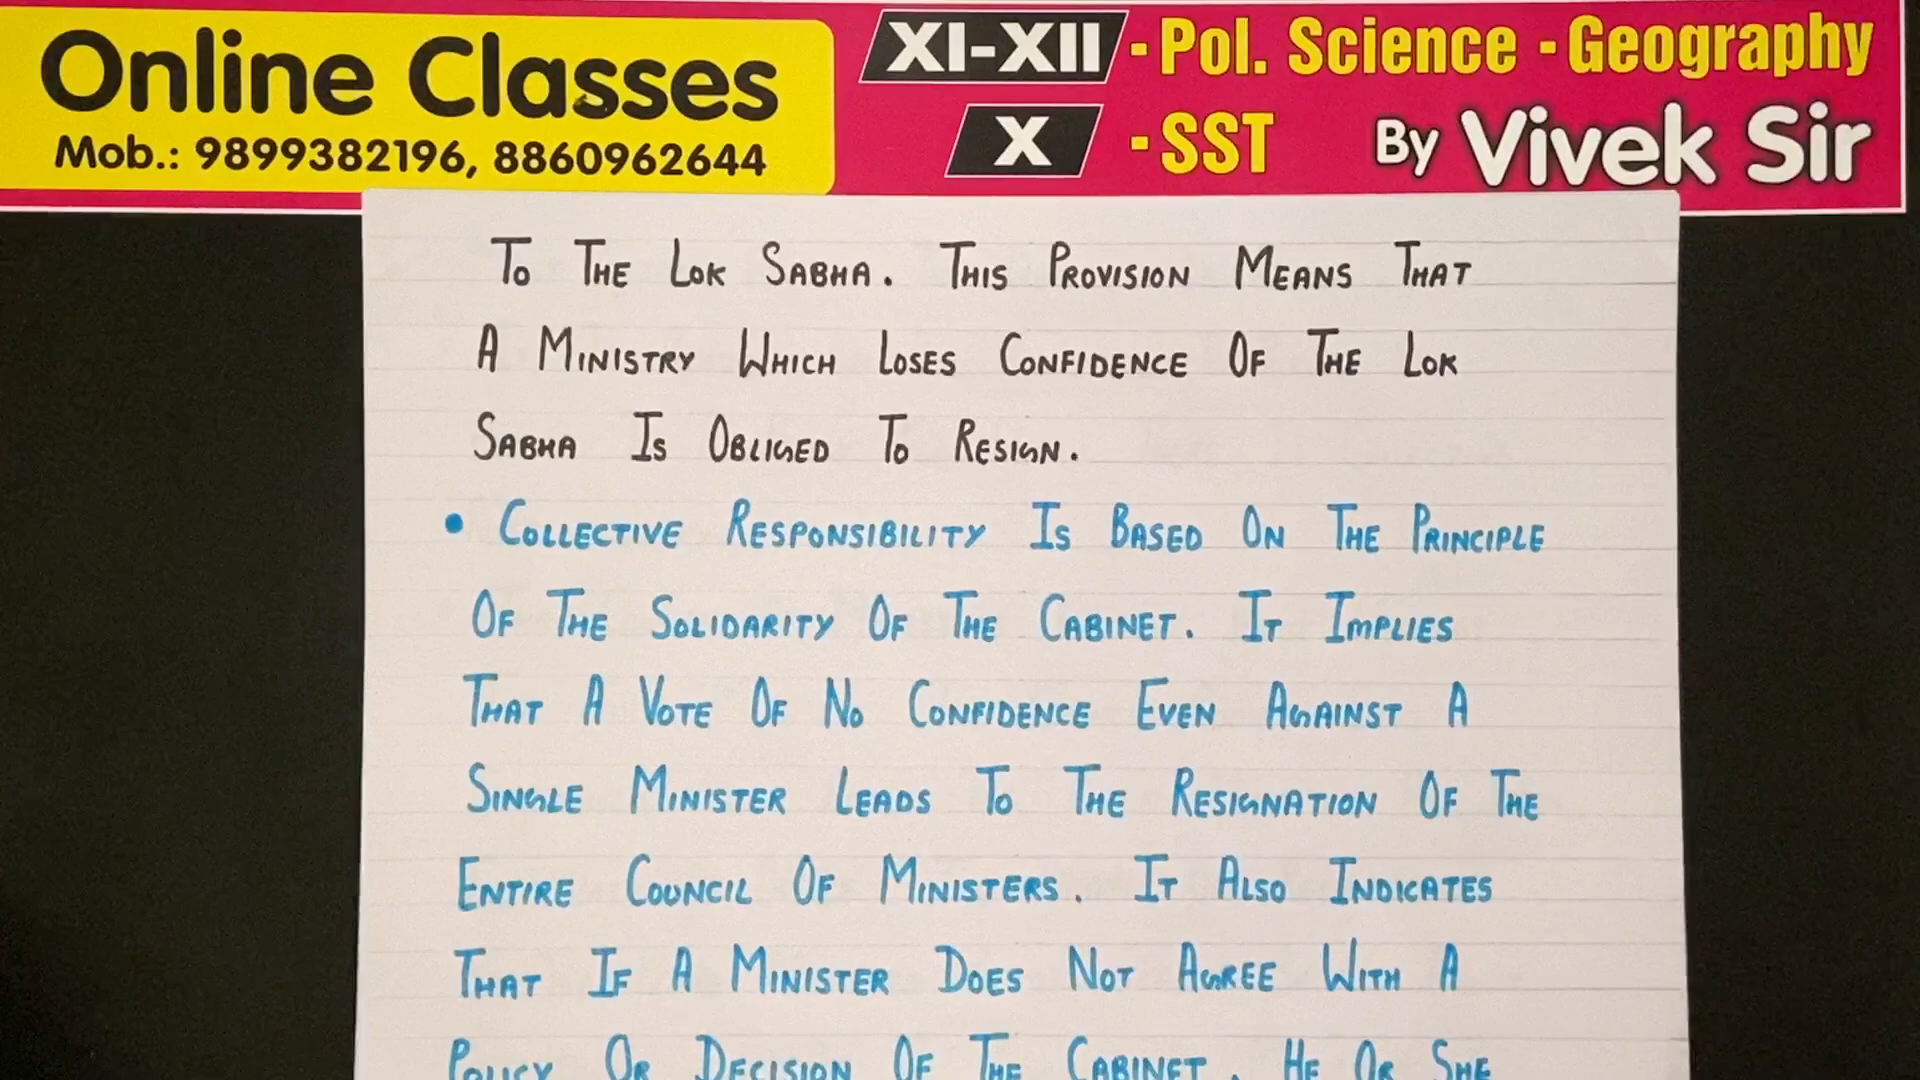 Online Classes
Mob.: 9899382196, 8860962644
XI-XII - Pol. Science - Geography
X - SST By Vivek Sir
TO THE LOK SABHA. THIS PROVISION MEANS THAT
A MINISTRY WHICH LOSES CONFIDENCE OF THE LOK
SABHA IS OBLIGED TO RESIGN.
• COLLECTIVE RESPONSIBILITY IS BASED ON THE PRINCIPLE
OF THE SOLIDARITY OF THE CABINET. IT IMPLIES
THAT A VOTE OF NO CONFIDENCE EVEN AGAINST A
SINGLE MINISTER LEADS TO THE RESIGNATION OF THE
ENTIRE COUNCIL OF MINISTERS. IT ALSO INDICATES
THAT IF A MINISTER DOES NOT AGREE WITH A
POLICY OR DECISION OF THE CABINET, HE OR SHE